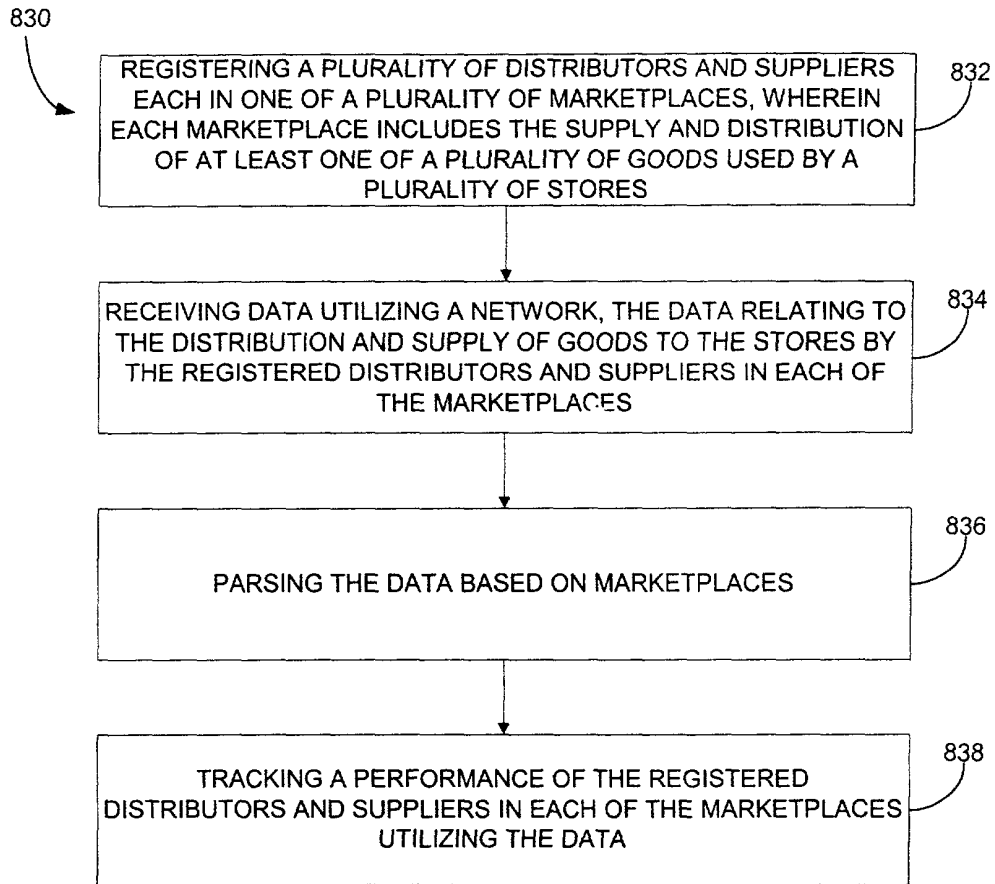 830
REGISTERING A PLURALITY OF DISTRIBUTORS AND SUPPLIERS
EACH IN ONE OF A PLURALITY OF MARKETPLACES, WHEREIN
EACH MARKETPLACE INCLUDES THE SUPPLY AND DISTRIBUTION
OF AT LEAST ONE OF A PLURALITY OF GOODS USED BY A
PLURALITY OF STORES
832
RECEIVING DATA UTILIZING A NETWORK, THE DATA RELATING TO
THE DISTRIBUTION AND SUPPLY OF GOODS TO THE STORES BY
THE REGISTERED DISTRIBUTORS AND SUPPLIERS IN EACH OF
THE MARKETPLACES
834
PARSING THE DATA BASED ON MARKETPLACES
836
TRACKING A PERFORMANCE OF THE REGISTERED
DISTRIBUTORS AND SUPPLIERS IN EACH OF THE MARKETPLACES
UTILIZING THE DATA
838